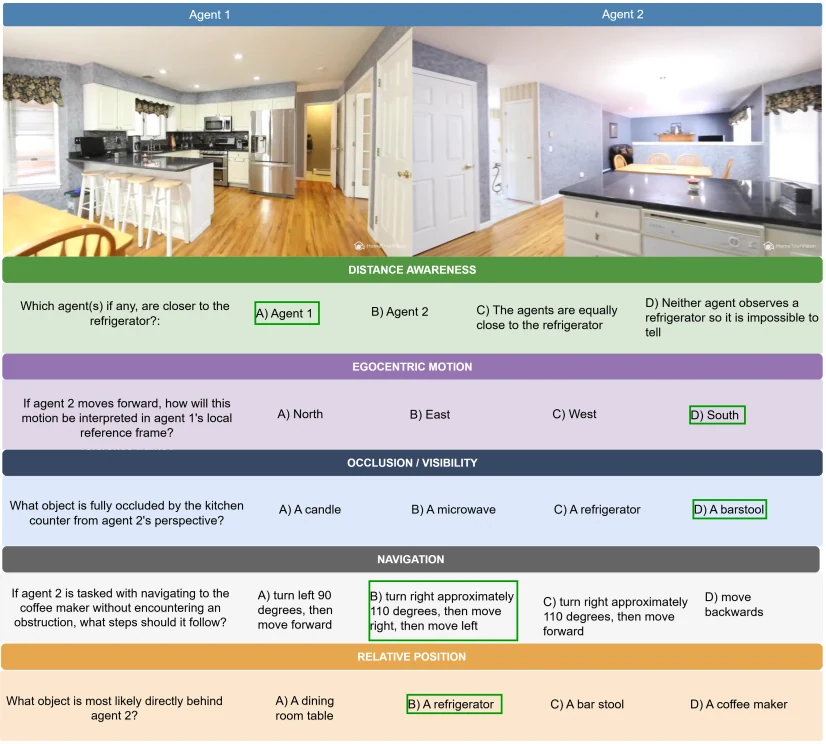 Agent 1
Agent 2
DISTANCE AWARENESS
Which agent(s) if any, are closer to the
refrigerator?:
A) Agent 1
B) Agent 2
C) The agents are equally
close to the refrigerator
D) Neither agent observes a
refrigerator so it is impossible to
tell
EGOCENTRIC MOTION
If agent 2 moves forward, how will this
motion be interpreted in agent 1's local
reference frame?
A) North
B) East
C) West
D) South
OCCLUSION / VISIBILITY
What object is fully occluded by the kitchen
counter from agent 2's perspective?
A) A candle
B) A microwave
C) A refrigerator
D) A barstool
NAVIGATION
If agent 2 is tasked with navigating to the
coffee maker without encountering an
obstruction, what steps should it follow?
A) turn left 90
degrees, then
move forward
B) turn right approximately
110 degrees, then move
right, then move left
C) turn right approximately
110 degrees, then move
forward
D) move
backwards
RELATIVE POSITION
What object is most likely directly behind
agent 2?
A) A dining
room table
B) A refrigerator
C) A bar stool
D) A coffee maker